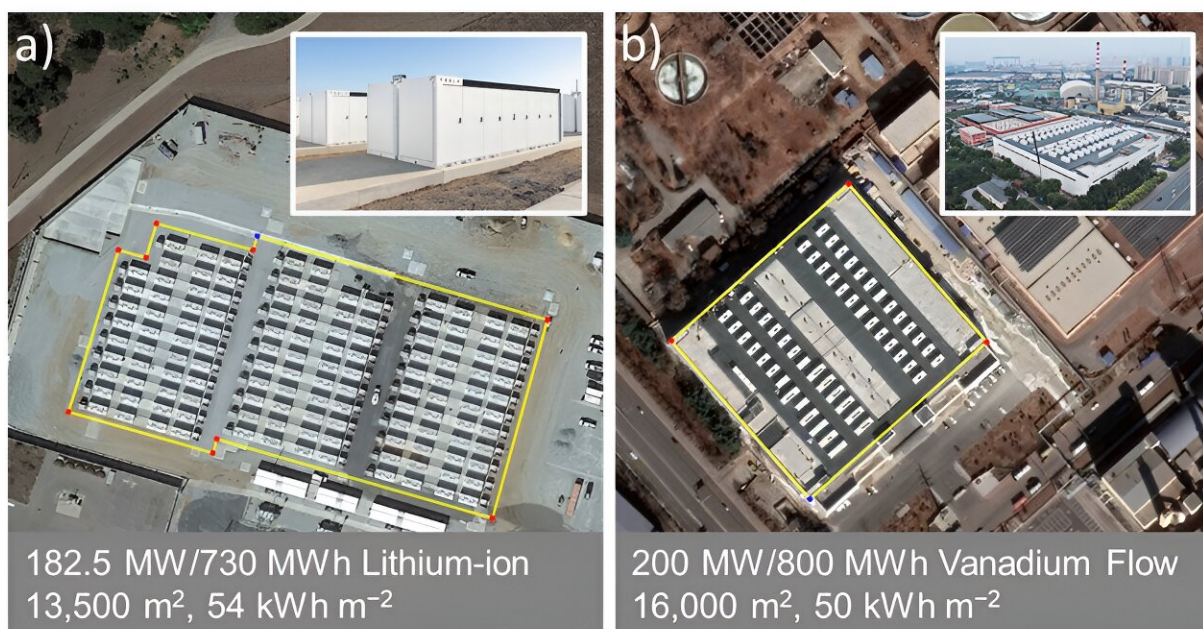 a)
TESLA
182.5 MW/730 MWh Lithium-ion
13,500 m², 54 kWh m⁻²
b)
200 MW/800 MWh Vanadium Flow
16,000 m², 50 kWh m⁻²